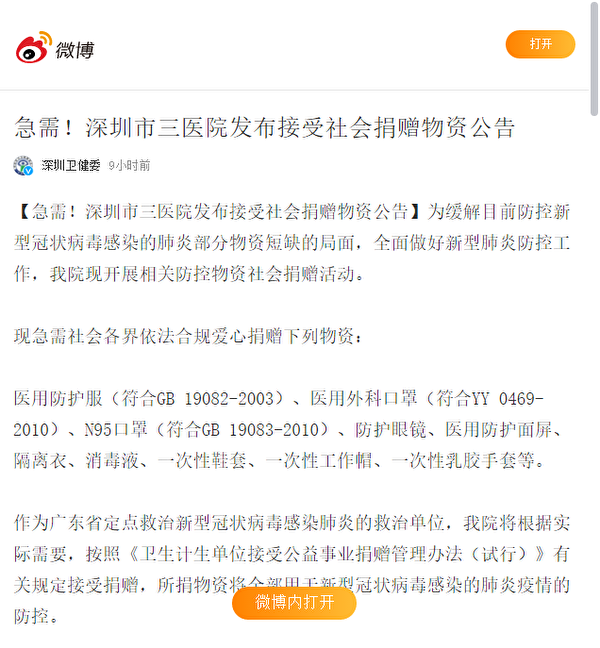 微博
打开
急需！深圳市三医院发布接受社会捐赠物资公告
深圳卫健委 9小时前
【急需！深圳市三医院发布接受社会捐赠物资公告】为缓解目前防控新
型冠状病毒感染的肺炎部分物资短缺的局面，全面做好新型肺炎防控工
作，我院现开展相关防控物资社会捐赠活动。
现急需社会各界依法合规爱心捐赠下列物资：
医用防护服（符合GB 19082-2003）、医用外科口罩（符合YY 0469-
2010）、N95口罩（符合GB 19083-2010）、防护眼镜、医用防护面屏、
隔离衣、消毒液、一次性鞋套、一次性工作帽、一次性乳胶手套等。
作为广东省定点救治新型冠状病毒感染肺炎的救治单位，我院将根据实
际需要，按照《卫生计生单位接受公益事业捐赠管理办法（试行）》有
关规定接受捐赠，所捐物资将全部用于新型冠状病毒感染的肺炎疫情的
防控。
微博内打开